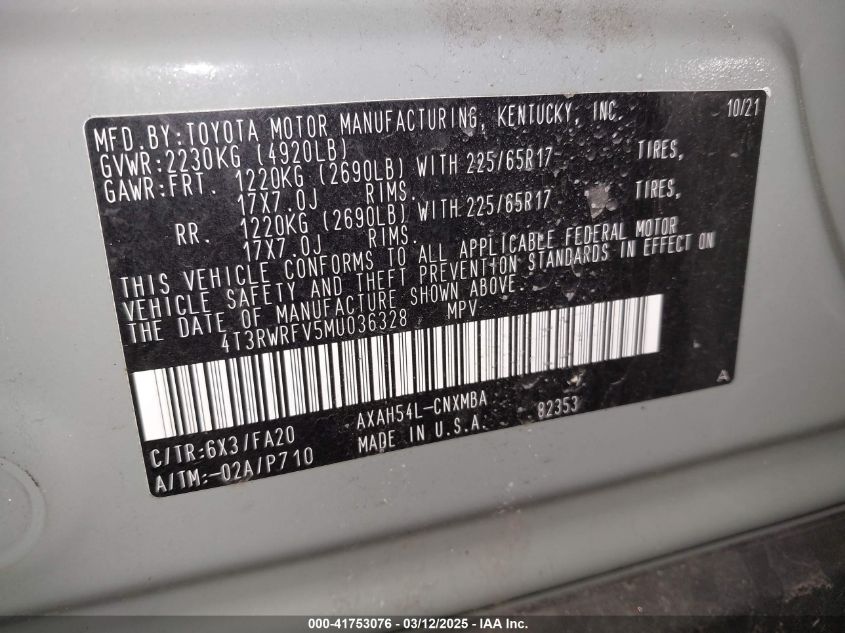 MFD. BY: TOYOTA MOTOR MANUFACTURING, KENTUCKY, INC. 10/21
GVWR: 2230KG (4920LB)
GAWR: FRT. 1220KG (2690LB) WITH 225/65R17 TIRES,
17X7.0J RIMS.
RR. 1220KG (2690LB) WITH 225/65R17 TIRES,
17X7.0J RIMS.
THIS VEHICLE CONFORMS TO ALL APPLICABLE FEDERAL MOTOR
VEHICLE SAFETY AND THEFT PREVENTION STANDARDS IN EFFECT ON
THE DATE OF MANUFACTURE SHOWN ABOVE.
4T3RWRFV5MU036328 MPV
C/TR: 6X3/FA20 AXAH54L-CNXMBA 82353 A
A/TM: -02A/P710 MADE IN U.S.A.
000-41753076 - 03/12/2025 - IAA Inc.